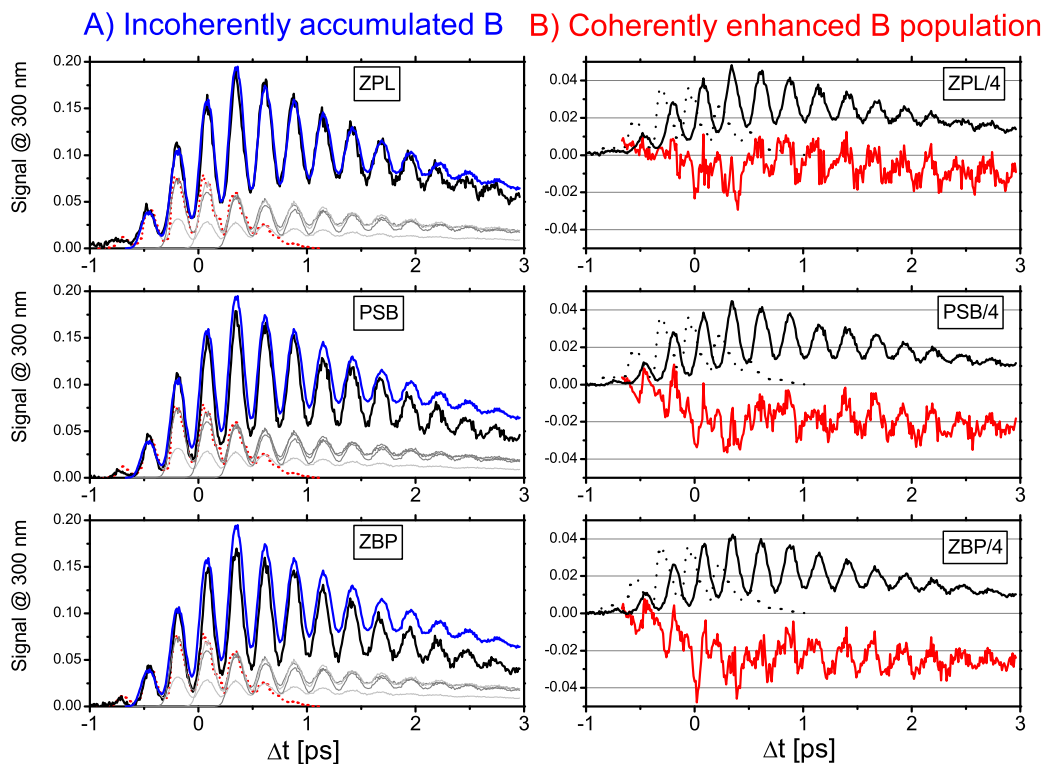 A) Incoherently accumulated B
B) Coherently enhanced B population
Signal @ 300 nm
0.20
0.15
0.10
0.05
0.00
ZPL
-1 0 1 2 3
0.04
0.02
0.00
-0.02
-0.04
ZPL/4
-1 0 1 2 3
Signal @ 300 nm
0.20
0.15
0.10
0.05
0.00
PSB
-1 0 1 2 3
0.04
0.02
0.00
-0.02
-0.04
PSB/4
-1 0 1 2 3
Signal @ 300 nm
0.20
0.15
0.10
0.05
0.00
ZBP
-1 0 1 2 3
Δt [ps]
0.04
0.02
0.00
-0.02
-0.04
ZBP/4
-1 0 1 2 3
Δt [ps]